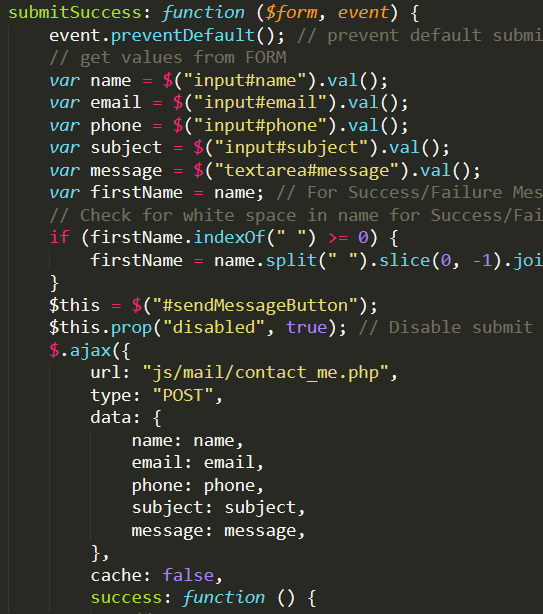 submitSuccess: function ($form, event) {
event.preventDefault(); // prevent default submi
// get values from FORM
var name = $("input#name").val();
var email = $("input#email").val();
var phone = $("input#phone").val();
var subject = $("input#subject").val();
var message = $("textarea#message").val();
var firstName = name; // For Success/Failure Mes
// Check for white space in name for Success/Fai
if (firstName.indexOf(" ") >= 0) {
firstName = name.split(" ").slice(0, -1).joi
}
$this = $("#sendMessageButton");
$this.prop("disabled", true); // Disable submit
$.ajax({
url: "js/mail/contact_me.php",
type: "POST",
data: {
name: name,
email: email,
phone: phone,
subject: subject,
message: message,
},
cache: false,
success: function () {